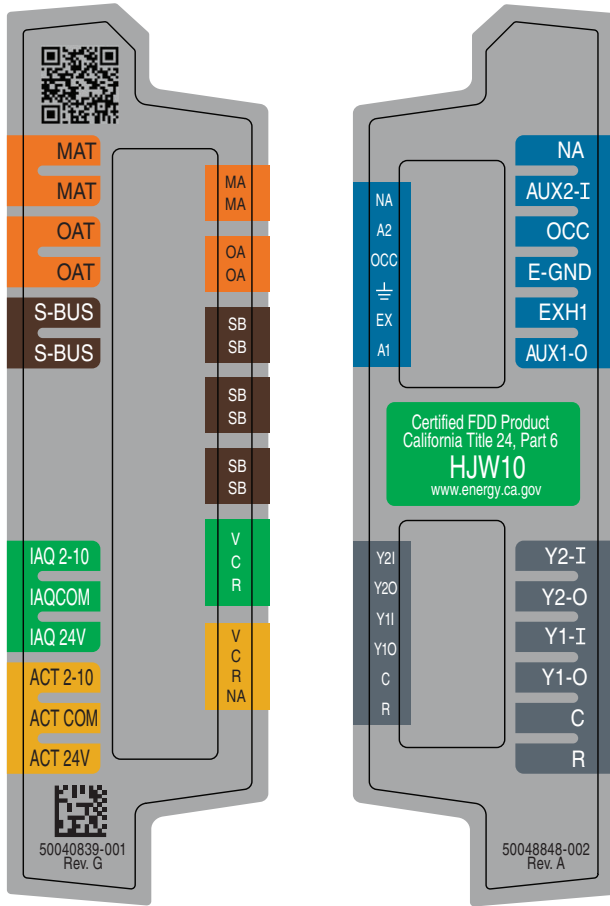 MAT
MAT
OAT
OAT
S-BUS
S-BUS
IAQ 2-10
IAQCOM
IAQ 24V
ACT 2-10
ACT COM
ACT 24V
50040839-001
Rev. G
MA
MA
OA
OA
SB
SB
SB
SB
SB
SB
V
C
R
V
C
R
NA
NA
A2
OCC
EX
A1
Y2I
Y2O
Y1I
Y1O
C
R
Certified FDD Product
California Title 24, Part 6
HJW10
www.energy.ca.gov
NA
AUX2-I
OCC
E-GND
EXH1
AUX1-O
Y2-I
Y2-O
Y1-I
Y1-O
C
R
50048848-002
Rev. A